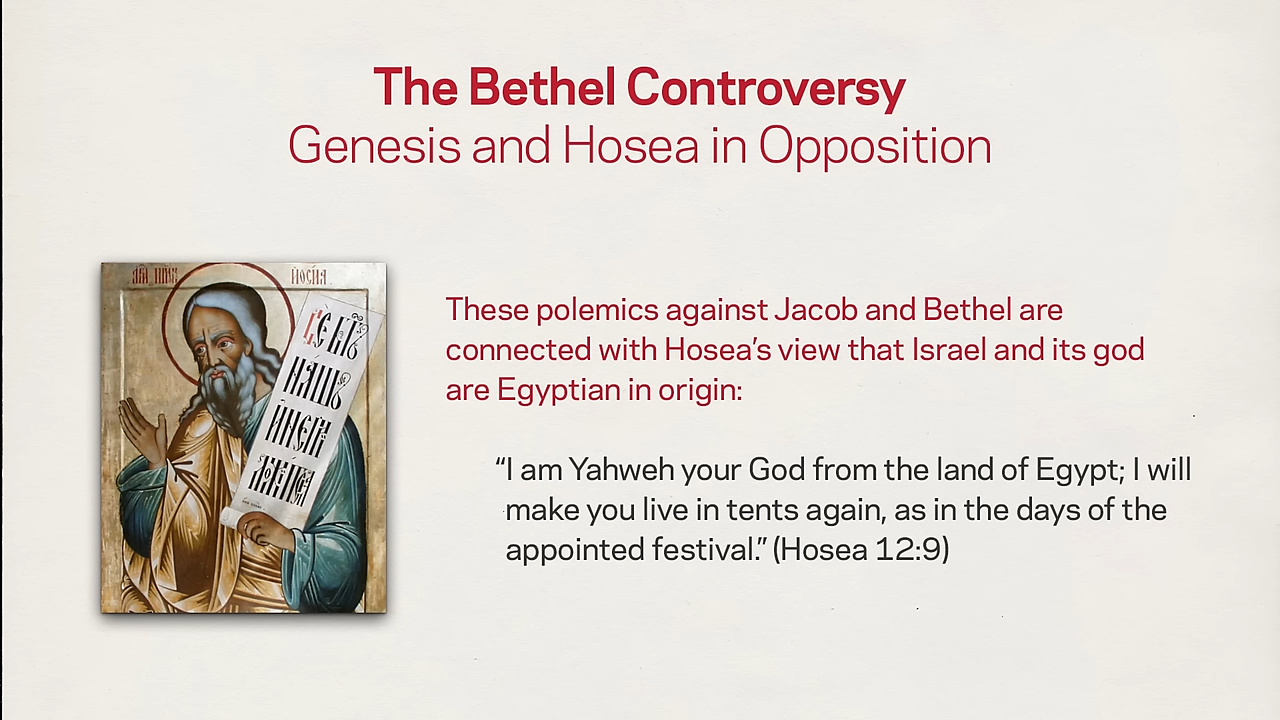 The Bethel Controversy
Genesis and Hosea in Opposition
These polemics against Jacob and Bethel are
connected with Hosea’s view that Israel and its god
are Egyptian in origin:
“I am Yahweh your God from the land of Egypt; I will
make you live in tents again, as in the days of the
appointed festival.” (Hosea 12:9)